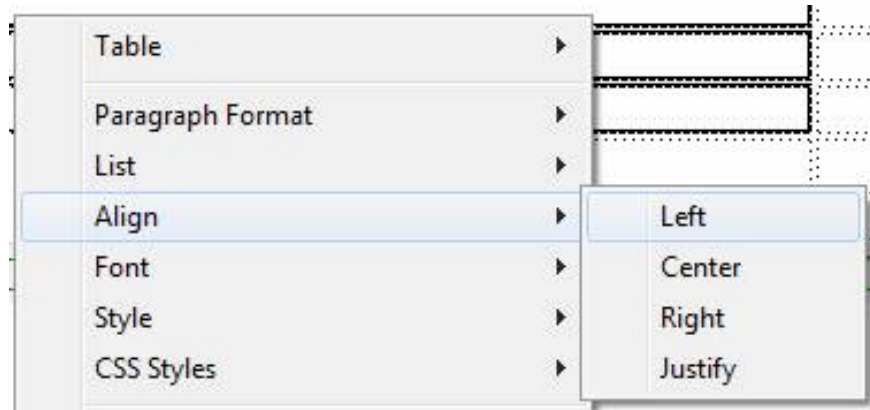 Table
Paragraph Format
List
Align
Font
Style
CSS Styles
Left
Center
Right
Justify